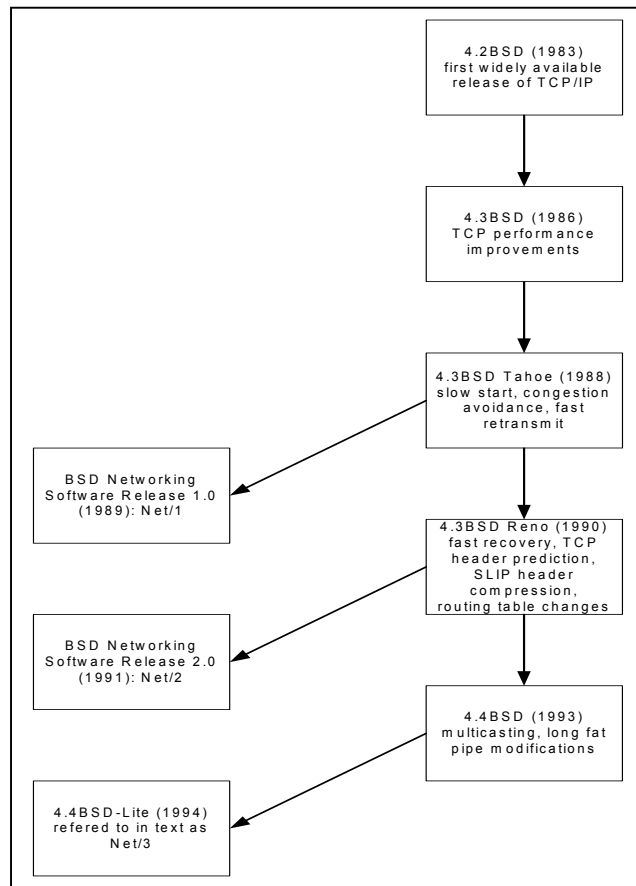 4.2BSD (1983)
first widely available
release of TCP/IP
4.3BSD (1986)
TCP performance
improvements
4.3BSD Tahoe (1988)
slow start, congestion
avoidance, fast
retransmit
BSD Networking
Software Release 1.0
(1989): Net/1
4.3BSD Reno (1990)
fast recovery, TCP
header prediction,
SLIP header
compression,
routing table changes
BSD Networking
Software Release 2.0
(1991): Net/2
4.4BSD (1993)
multicasting, long fat
pipe modifications
4.4BSD-Lite (1994)
refered to in text as
Net/3